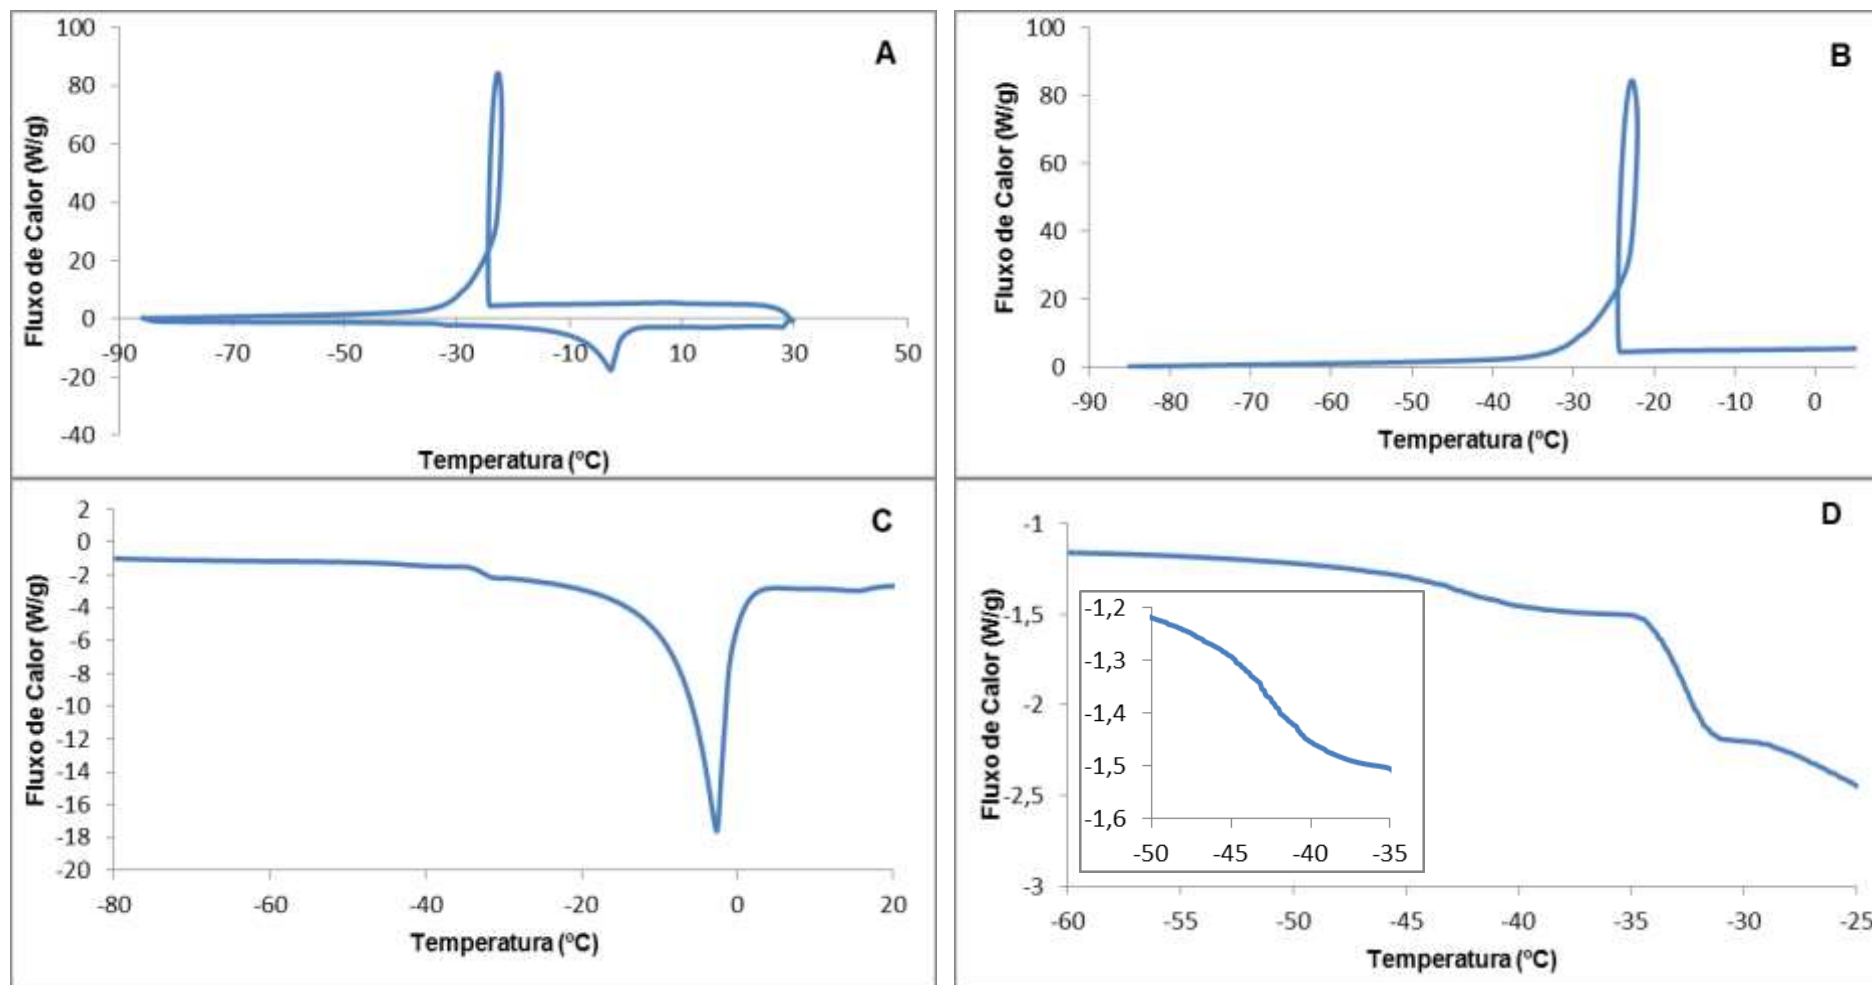 A
100
80
60
40
20
0
-20
-40
-90 -70 -50 -30 -10 10 30 50
Fluxo de Calor (W/g)
Temperatura (ºC)
B
100
80
60
40
20
0
-90 -80 -70 -60 -50 -40 -30 -20 -10 0
Fluxo de Calor (W/g)
Temperatura (ºC)
C
2
0
-2
-4
-6
-8
-10
-12
-14
-16
-18
-20
-80 -60 -40 -20 0 20
Fluxo de Calor (W/g)
Temperatura (ºC)
D
-1
-1,5
-2
-2,5
-3
-60 -55 -50 -45 -40 -35 -30 -25
Fluxo de Calor (W/g)
Temperatura (ºC)
-1,2
-1,3
-1,4
-1,5
-1,6
-50 -45 -40 -35